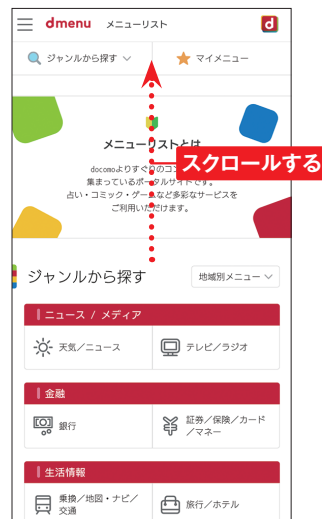 dmenu メニューリスト
d
ジャンルから探す
マイメニュー
メニューリストとは
スクロールする
docomoよりすぐりのコン
集まっているポータルサイトです。
占い・コミック・ゲームなど多彩なサービスを
ご利用いただけます。
ジャンルから探す
地域別メニュー
ニュース / メディア
天気／ニュース
テレビ／ラジオ
金融
銀行
証券／保険／カード
／マネー
生活情報
乗換／地図・ナビ／
交通
旅行／ホテル